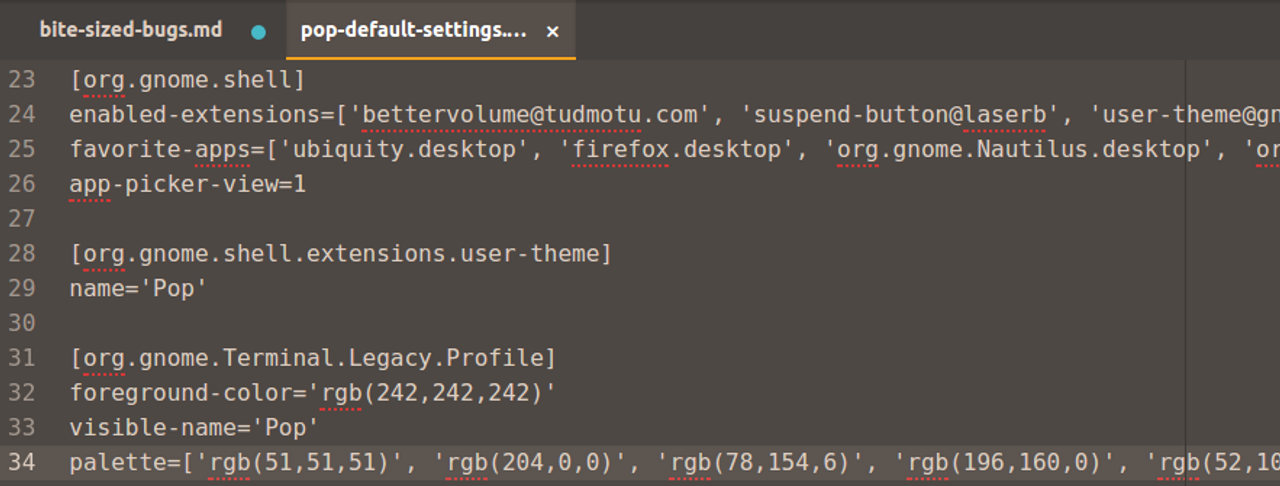 bite-sized-bugs.md
pop-default-settings.... ×
23 [org.gnome.shell]
24 enabled-extensions=['bettervolume@tudmotu.com', 'suspend-button@laserb', 'user-theme@gn
25 favorite-apps=['ubiquity.desktop', 'firefox.desktop', 'org.gnome.Nautilus.desktop', 'or
26 app-picker-view=1
27
28 [org.gnome.shell.extensions.user-theme]
29 name='Pop'
30
31 [org.gnome.Terminal.Legacy.Profile]
32 foreground-color='rgb(242,242,242)'
33 visible-name='Pop'
34 palette=['rgb(51,51,51)', 'rgb(204,0,0)', 'rgb(78,154,6)', 'rgb(196,160,0)', 'rgb(52,10